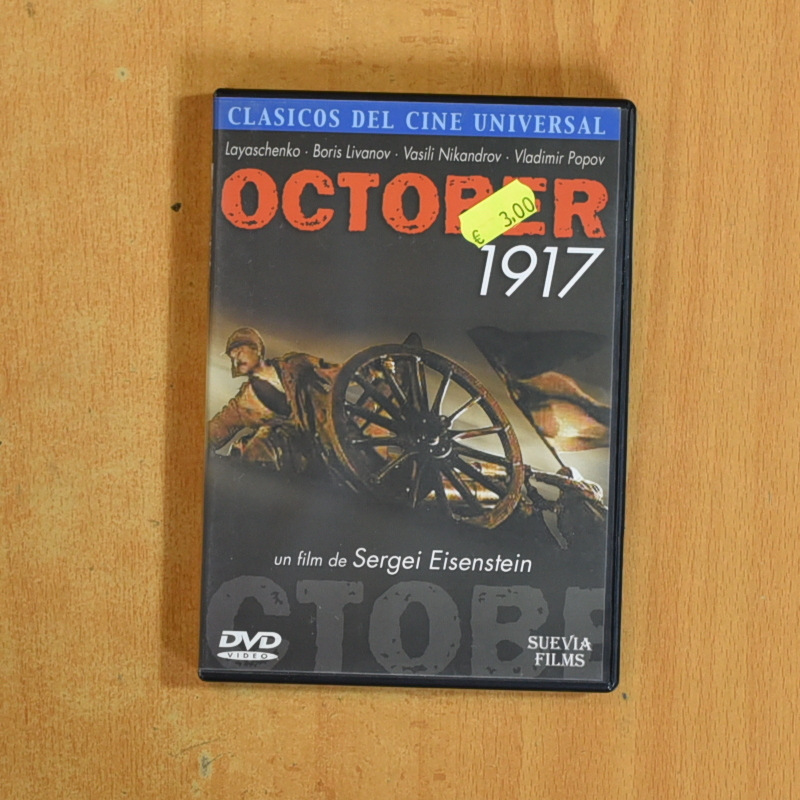 CLASICOS DEL CINE UNIVERSAL
Layaschenko · Boris Livanov · Vasili Nikandrov · Vladimir Popov
OCTOBER
€ 3,00
1917
un film de Sergei Eisenstein
CTOBE
DVD
VIDEO
SUEVIA
FILMS